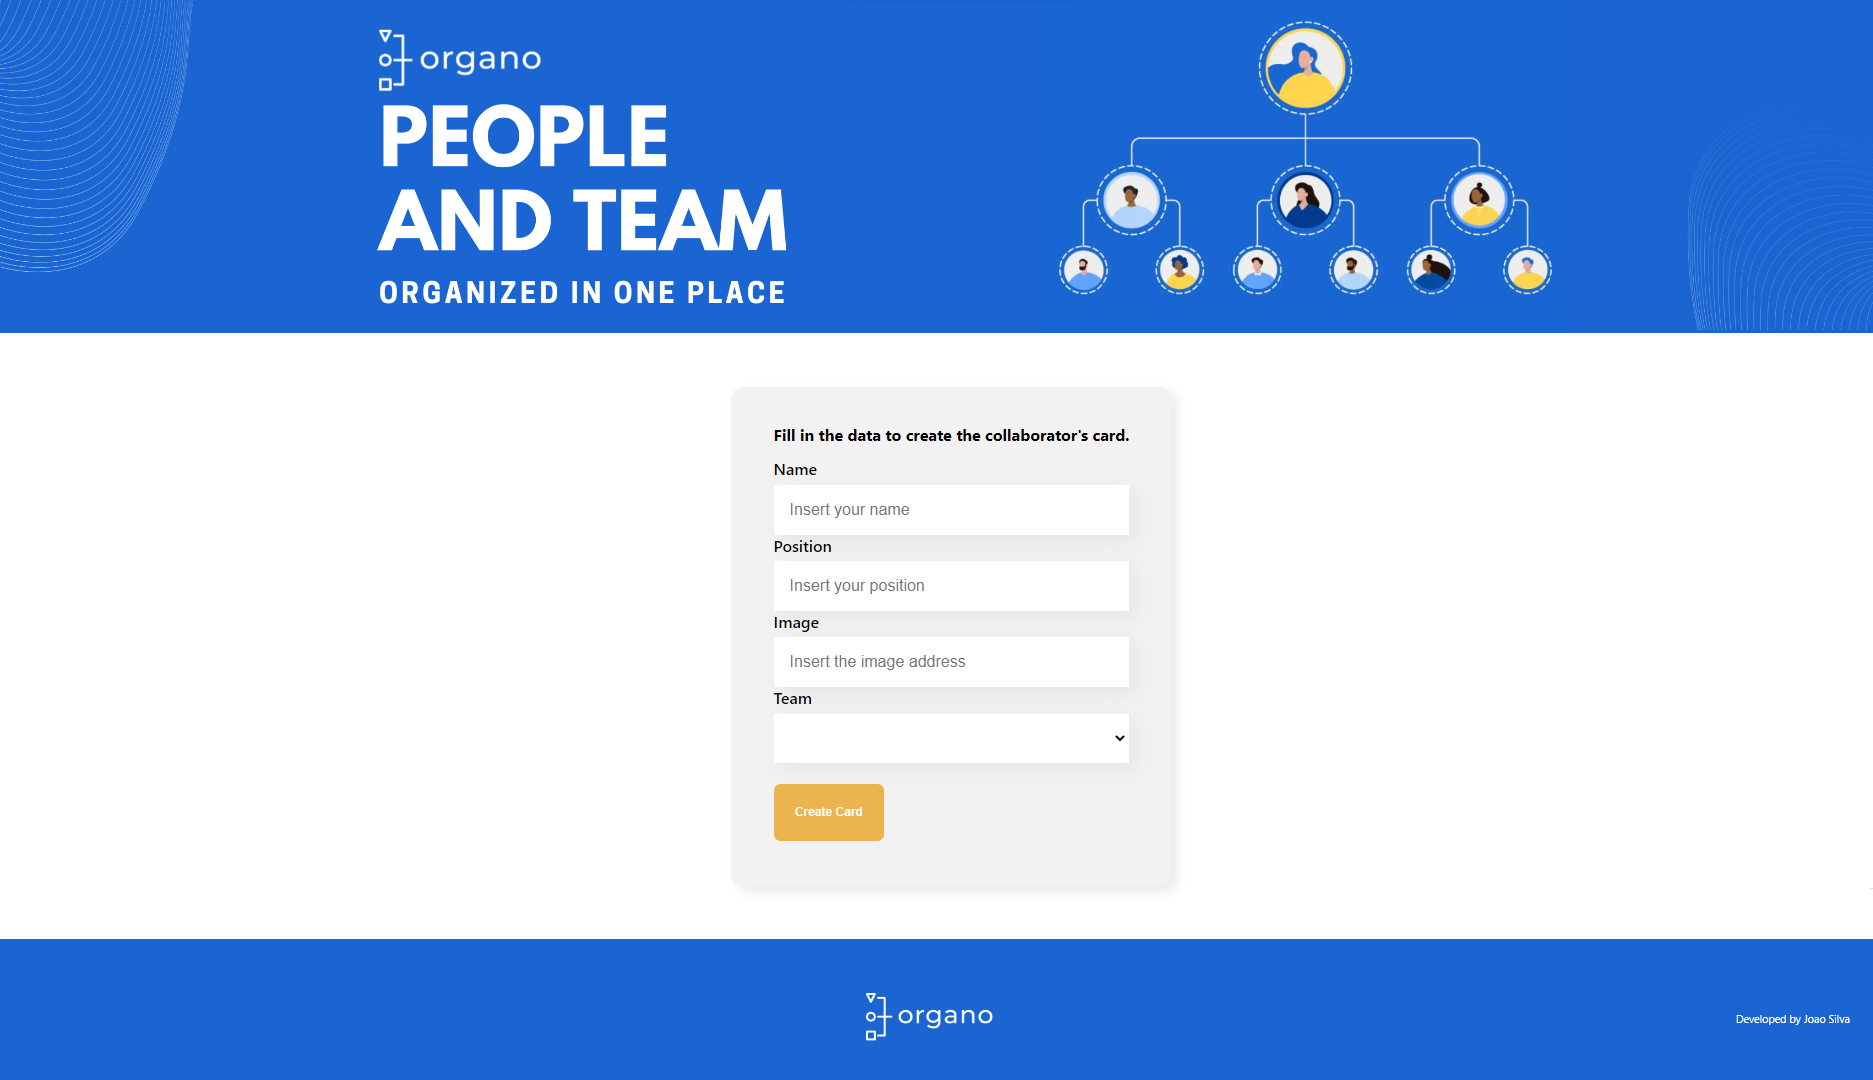 organo
PEOPLE
AND TEAM
ORGANIZED IN ONE PLACE
Fill in the data to create the collaborator's card.
Name
Insert your name
Position
Insert your position
Image
Insert the image address
Team
Create Card
organo
Developed by Joao Silva